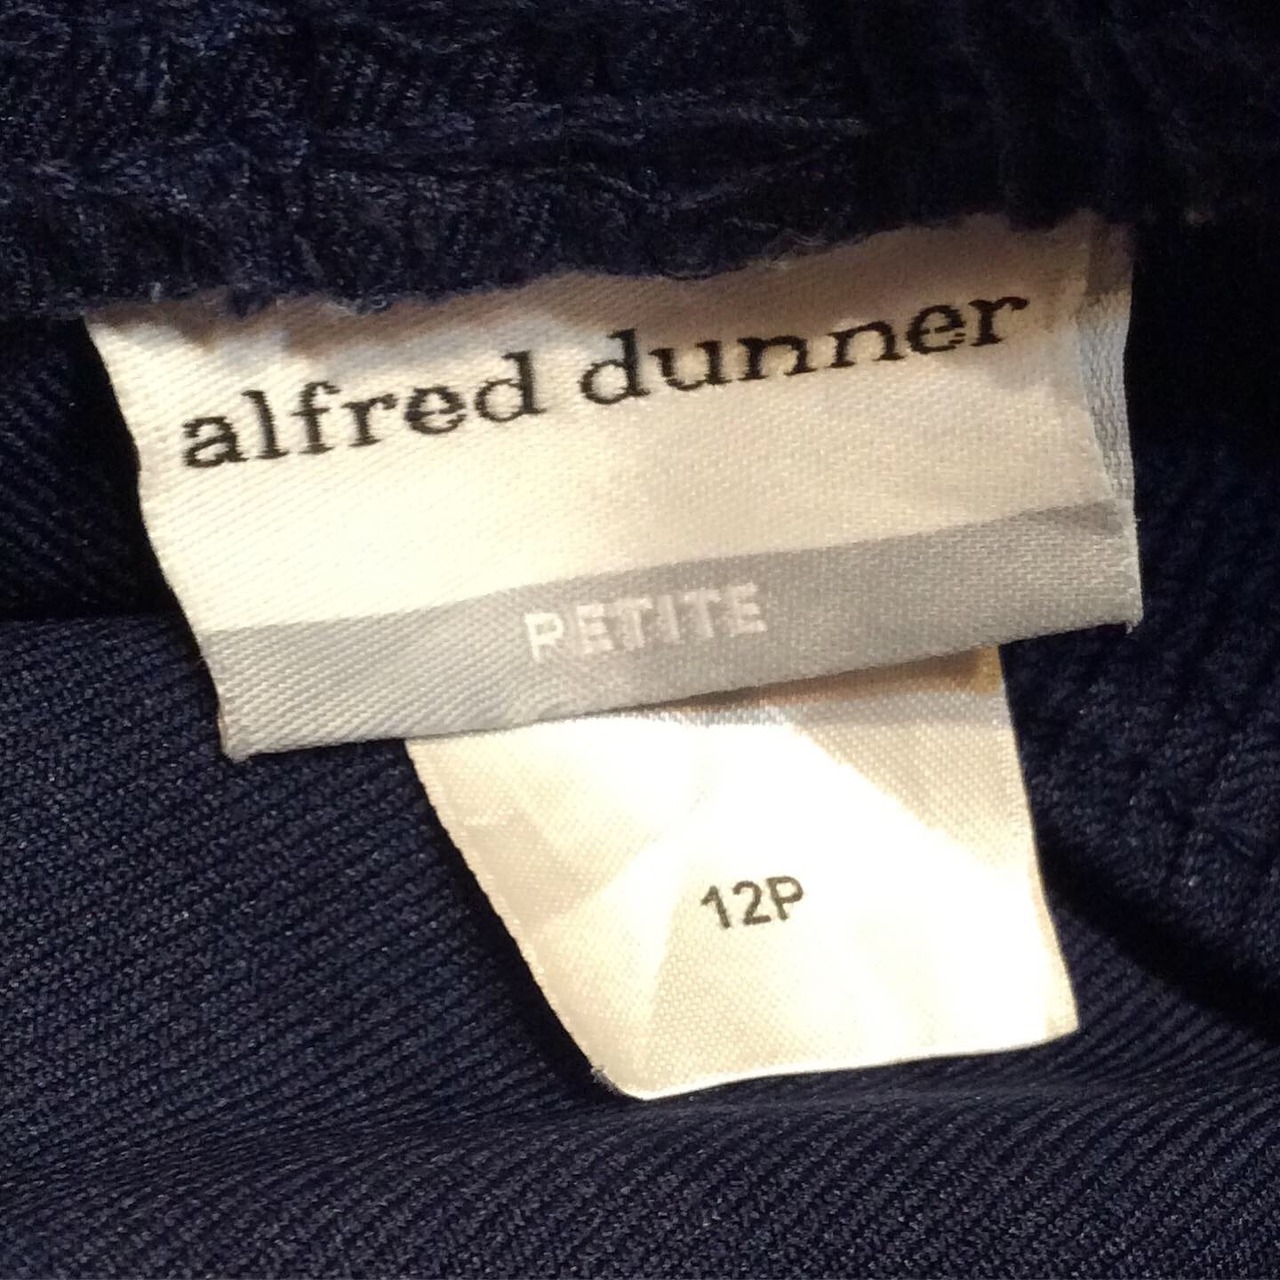 alfred dunner
PETITE
12P